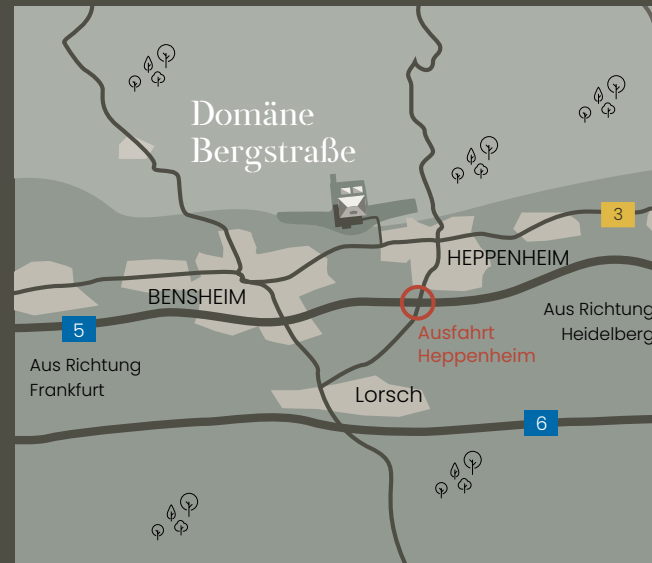 Domäne
Bergstraße
3
HEPPENHEIM
BENSHEIM
Aus Richtung
Heidelberg
5
Ausfahrt
Heppenheim
Aus Richtung
Frankfurt
Lorsch
6